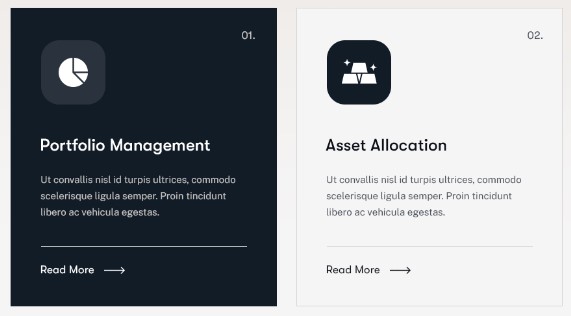 01.
Portfolio Management
Ut convallis nisl id turpis ultrices, commodo
scelerisque ligula semper. Proin tincidunt
libero ac vehicula egestas.
Read More
02.
Asset Allocation
Ut convallis nisl id turpis ultrices, commodo
scelerisque ligula semper. Proin tincidunt
libero ac vehicula egestas.
Read More